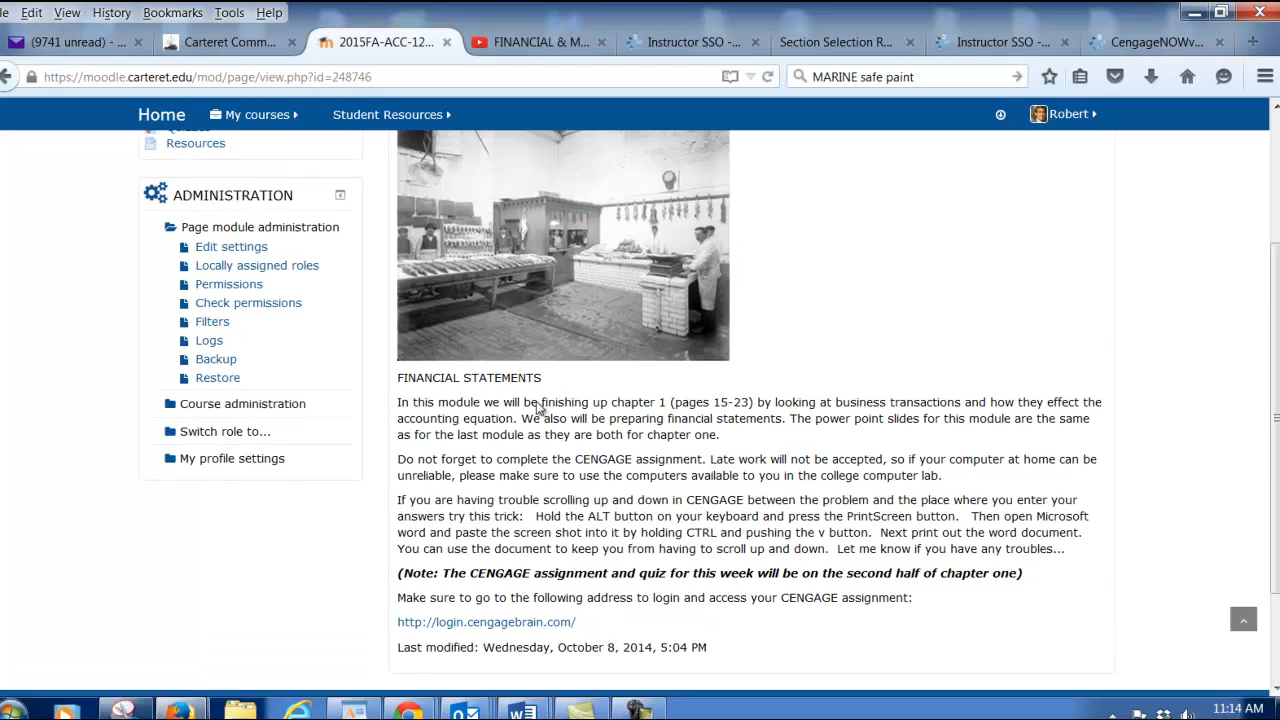 le Edit View History Bookmarks Tools Help
(9741 unread) - ... Carteret Comm... 2015FA-ACC-12... FINANCIAL & M... Instructor SSO -... Section Selection R... Instructor SSO -... CengageNOWv...
https://moodle.carteret.edu/mod/page/view.php?id=248746 MARINE safe paint
Home My courses Student Resources Robert
Quizzes
Resources
ADMINISTRATION
Page module administration
Edit settings
Locally assigned roles
Permissions
Check permissions
Filters
Logs
Backup
Restore
Course administration
Switch role to...
My profile settings
FINANCIAL STATEMENTS
In this module we will be finishing up chapter 1 (pages 15-23) by looking at business transactions and how they effect the
accounting equation. We also will be preparing financial statements. The power point slides for this module are the same
as for the last module as they are both for chapter one.
Do not forget to complete the CENGAGE assignment. Late work will not be accepted, so if your computer at home can be
unreliable, please make sure to use the computers available to you in the college computer lab.
If you are having trouble scrolling up and down in CENGAGE between the problem and the place where you enter your
answers try this trick: Hold the ALT button on your keyboard and press the PrintScreen button. Then open Microsoft
word and paste the screen shot into it by holding CTRL and pushing the v button. Next print out the word document.
You can use the document to keep you from having to scroll up and down. Let me know if you have any troubles...
(Note: The CENGAGE assignment and quiz for this week will be on the second half of chapter one)
Make sure to go to the following address to login and access your CENGAGE assignment:
http://login.cengagebrain.com/
Last modified: Wednesday, October 8, 2014, 5:04 PM
11:14 AM